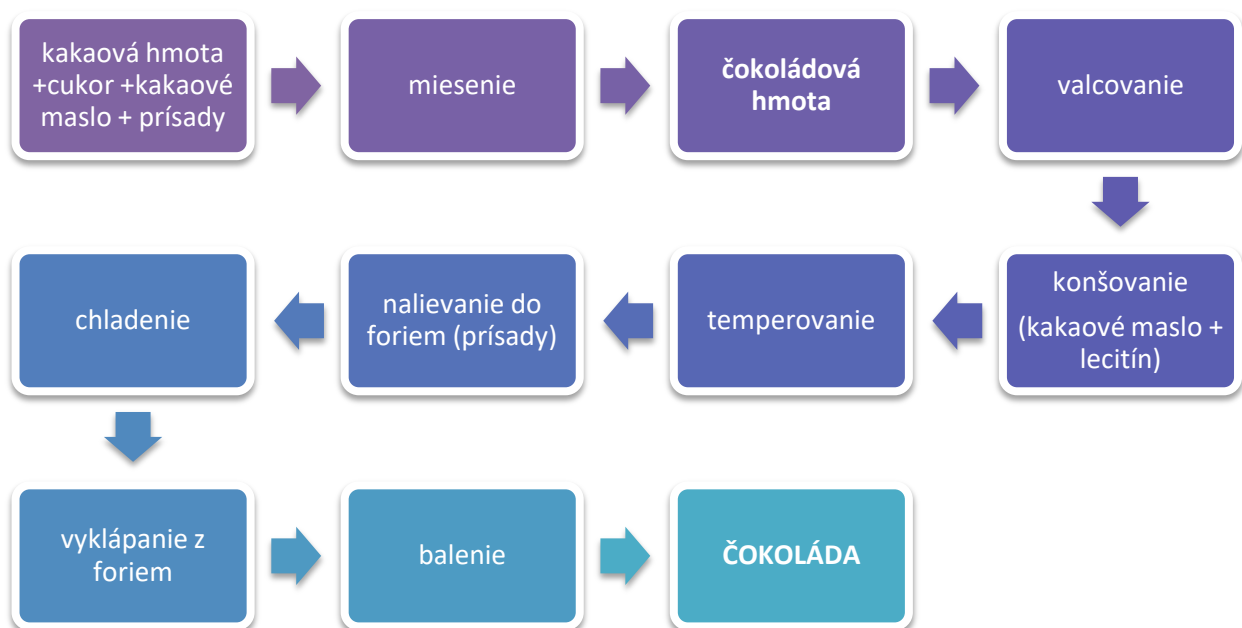 kakaová hmota
+cukor +kakaové
maslo + prísady
miesenie
čokoládová
hmota
valcovanie
konšovanie
(kakaové maslo +
lecitín)
temperovanie
nalievanie do
foriem (prísady)
chladenie
vyklápanie z
foriem
balenie
ČOKOLÁDA